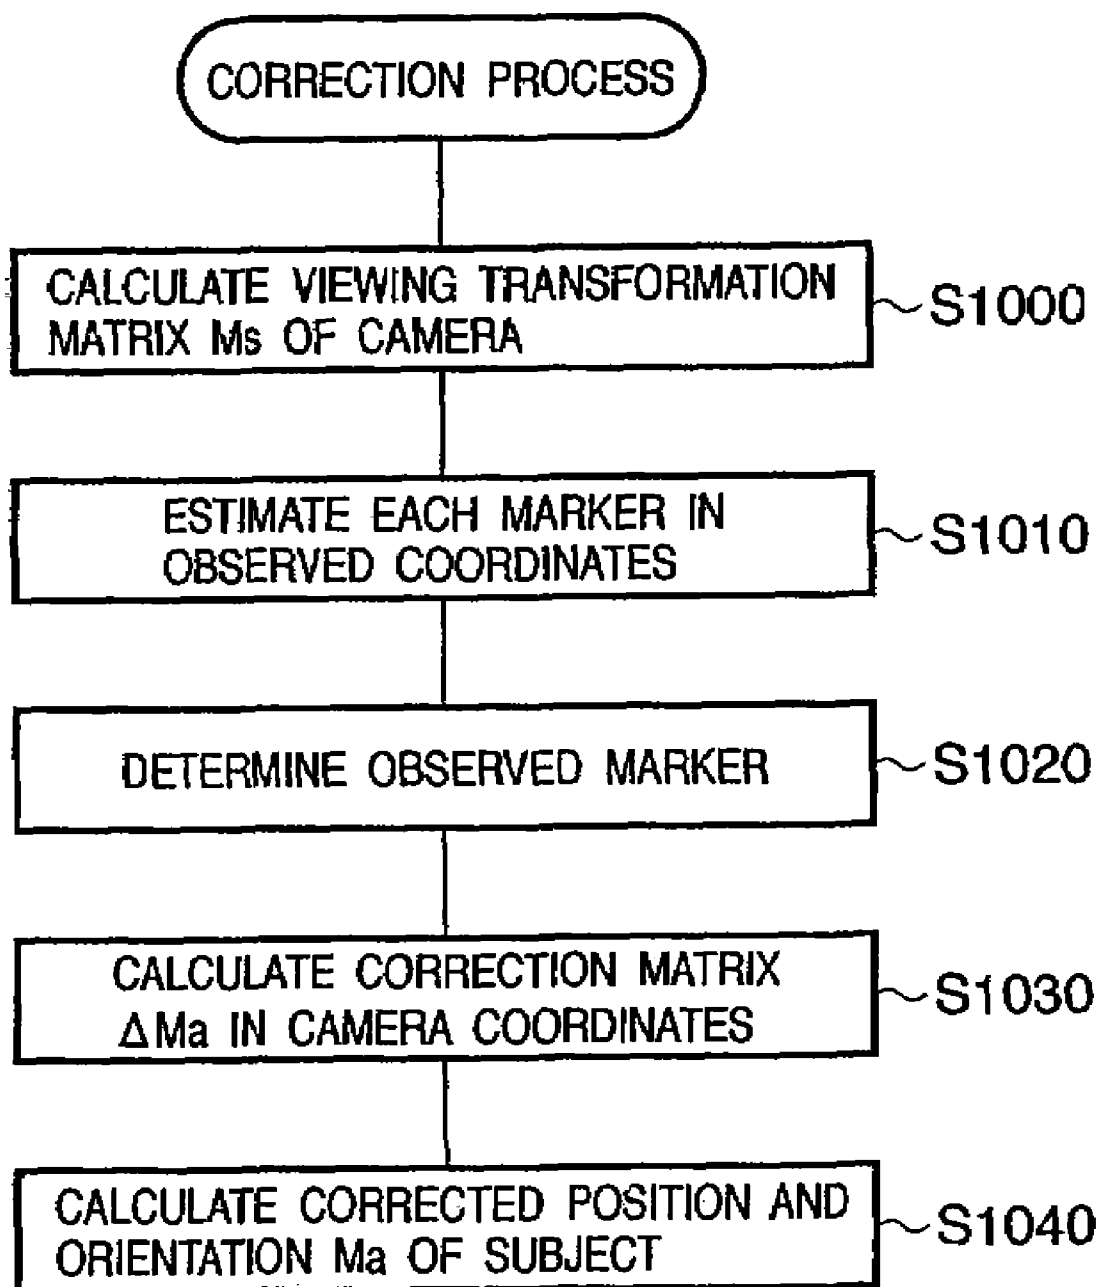 CORRECTION PROCESS
CALCULATE VIEWING TRANSFORMATION
MATRIX Ms OF CAMERA
S1000
ESTIMATE EACH MARKER IN
OBSERVED COORDINATES
S1010
DETERMINE OBSERVED MARKER
S1020
CALCULATE CORRECTION MATRIX
ΔMa IN CAMERA COORDINATES
S1030
CALCULATE CORRECTED POSITION AND
ORIENTATION Ma OF SUBJECT
S1040